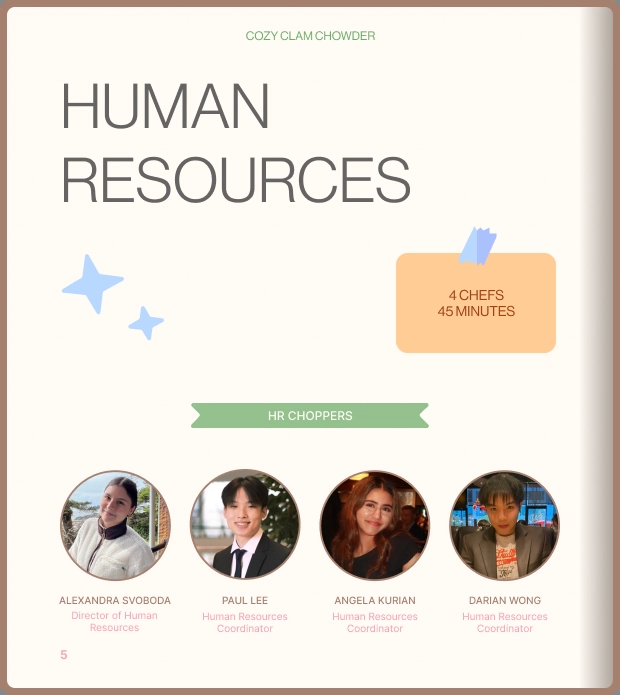 COZY CLAM CHOWDER
HUMAN
RESOURCES
4 CHEFS
45 MINUTES
HR CHOPPERS
ALEXANDRA SVOBODA
Director of Human
Resources
PAUL LEE
Human Resources
Coordinator
ANGELA KURIAN
Human Resources
Coordinator
DARIAN WONG
Human Resources
Coordinator
5